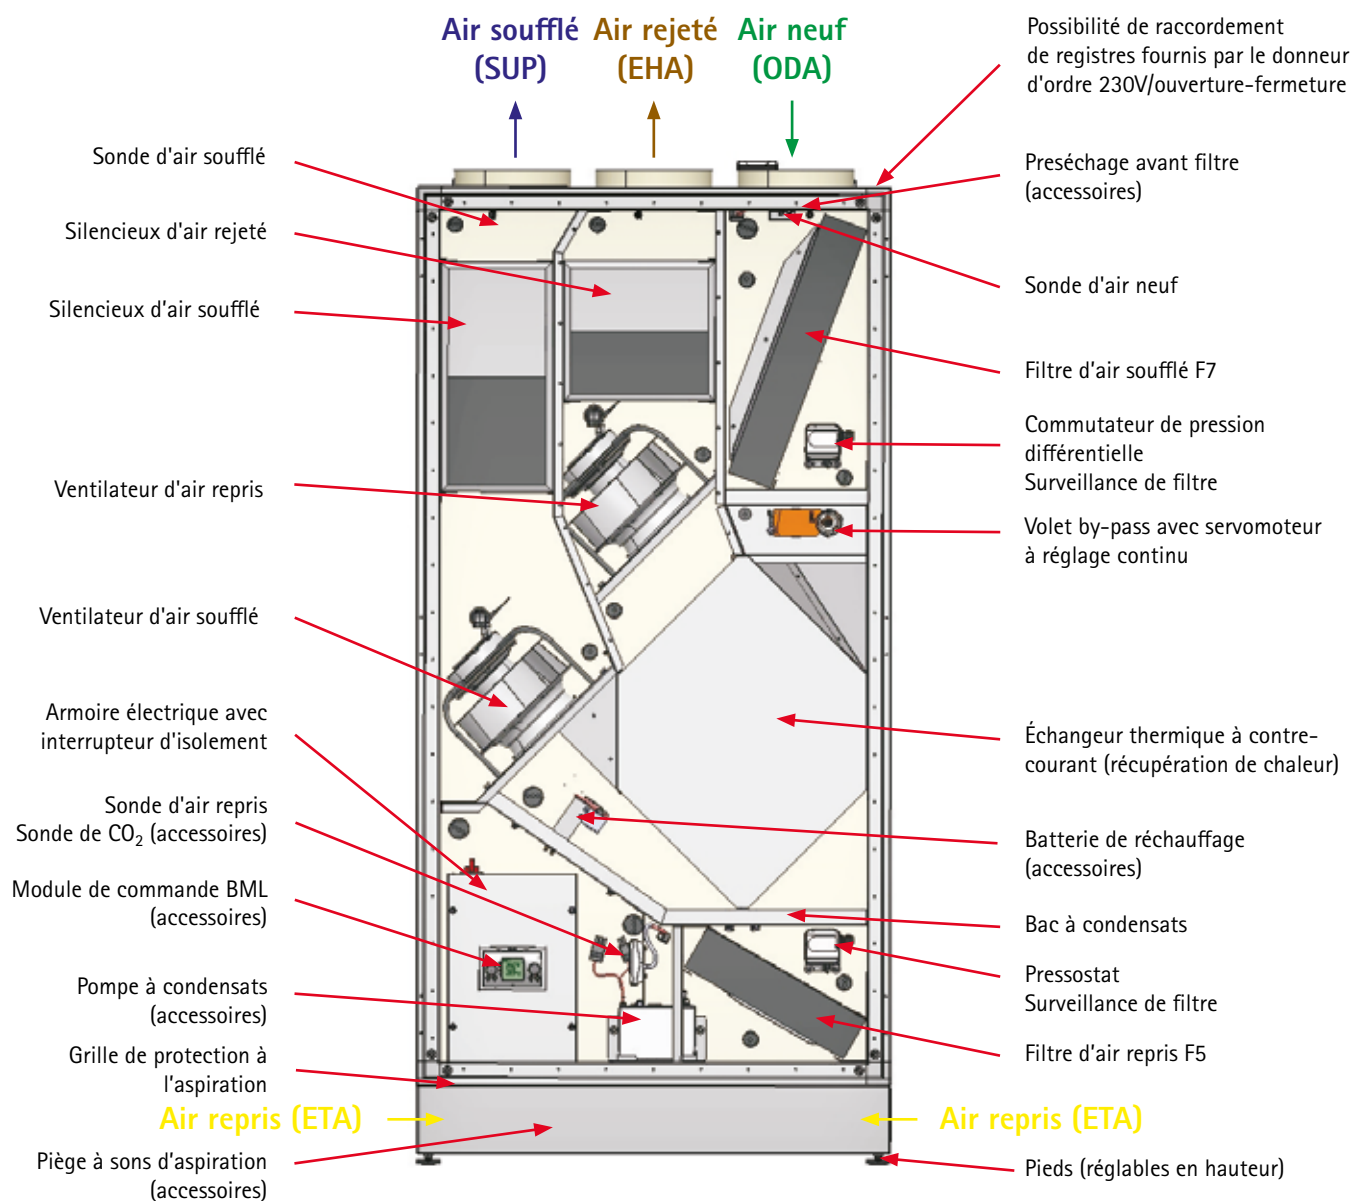 Air soufflé
(SUP)
Air rejeté
(EHA)
Air neuf
(ODA)
Possibilité de raccordement
de registres fournis par le donneur
d'ordre 230V/ouverture-fermeture
Sonde d'air soufflé
Silencieux d'air rejeté
Silencieux d'air soufflé
Ventilateur d'air repris
Ventilateur d'air soufflé
Armoire électrique avec
interrupteur d'isolement
Sonde d'air repris
Sonde de CO₂ (accessoires)
Module de commande BML
(accessoires)
Pompe à condensats
(accessoires)
Grille de protection à
l'aspiration
Air repris (ETA)
Piège à sons d'aspiration
(accessoires)
Preséchage avant filtre
(accessoires)
Sonde d'air neuf
Filtre d'air soufflé F7
Commutateur de pression
différentielle
Surveillance de filtre
Volet by-pass avec servomoteur
à réglage continu
Échangeur thermique à contre-
courant (récupération de chaleur)
Batterie de réchauffage
(accessoires)
Bac à condensats
Pressostat
Surveillance de filtre
Filtre d'air repris F5
Air repris (ETA)
Pieds (réglables en hauteur)